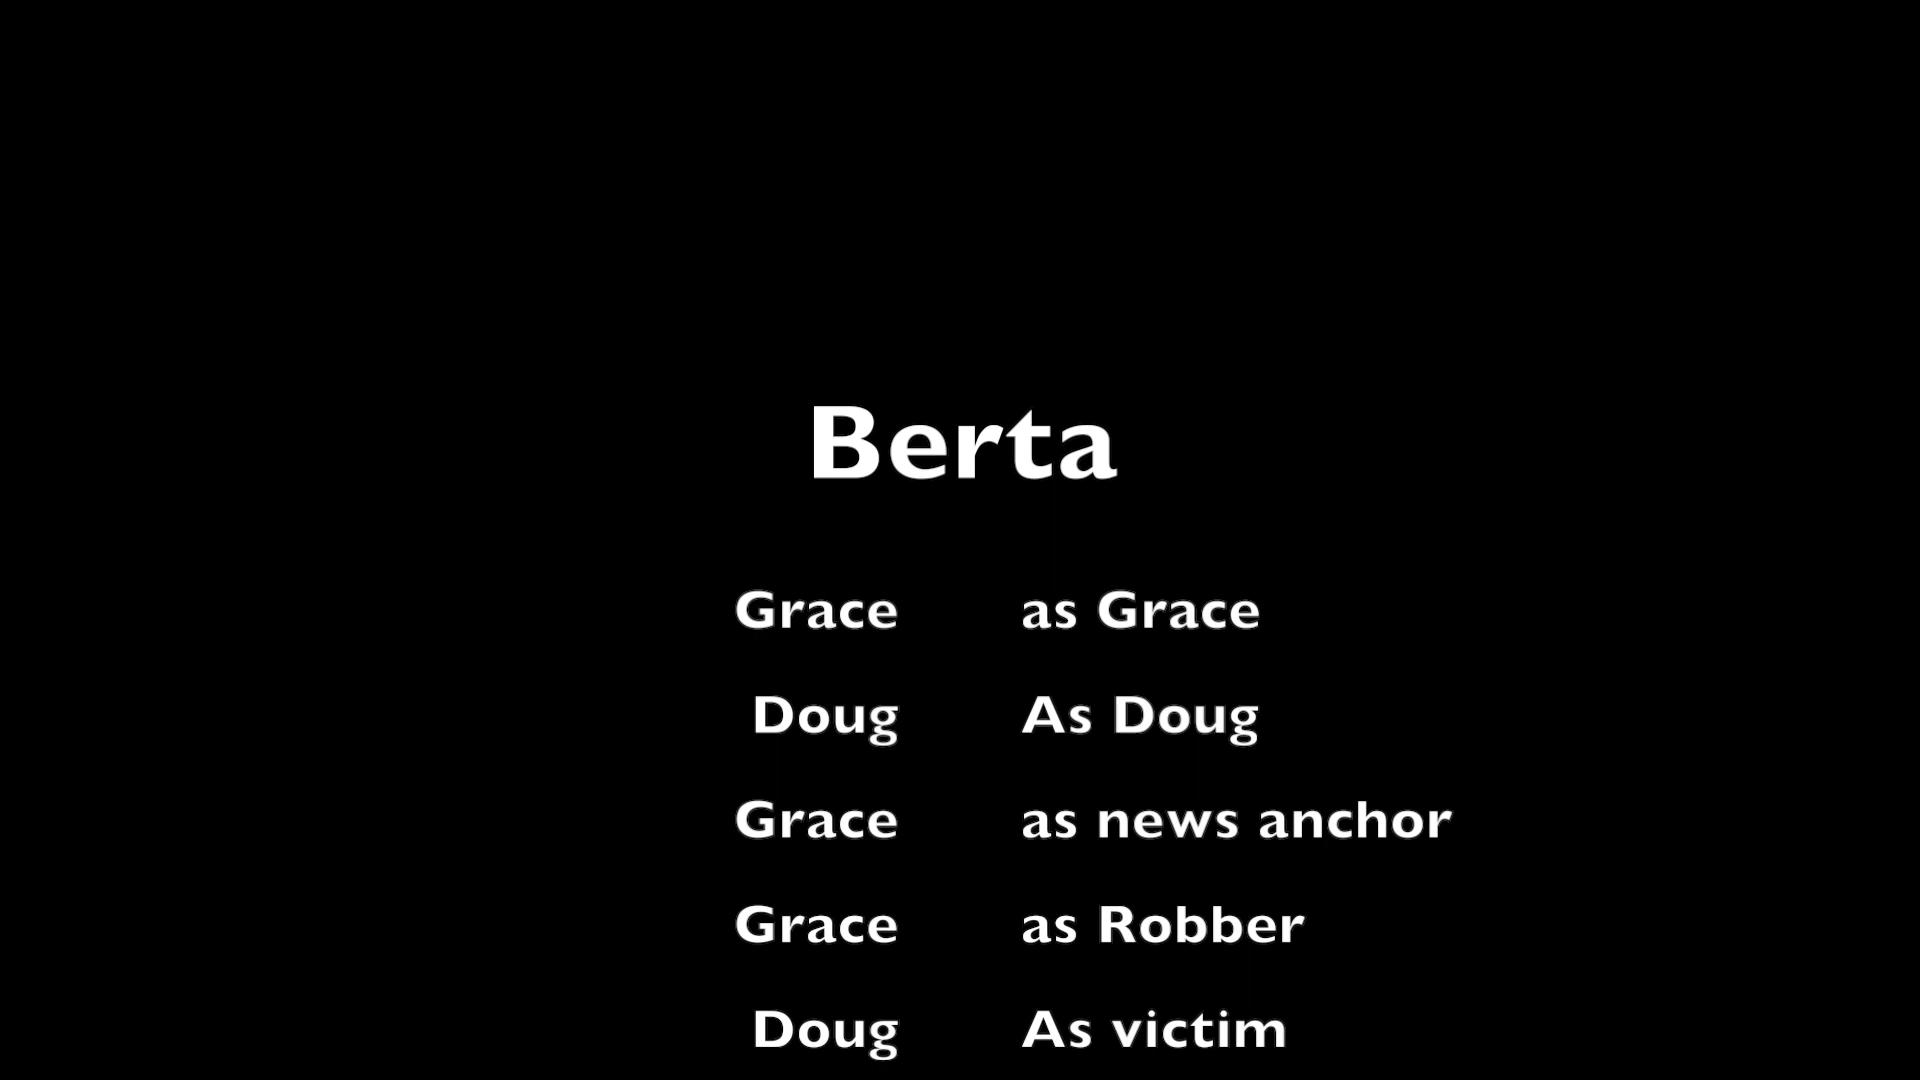 Berta
Grace as Grace
Doug As Doug
Grace as news anchor
Grace as Robber
Doug As victim